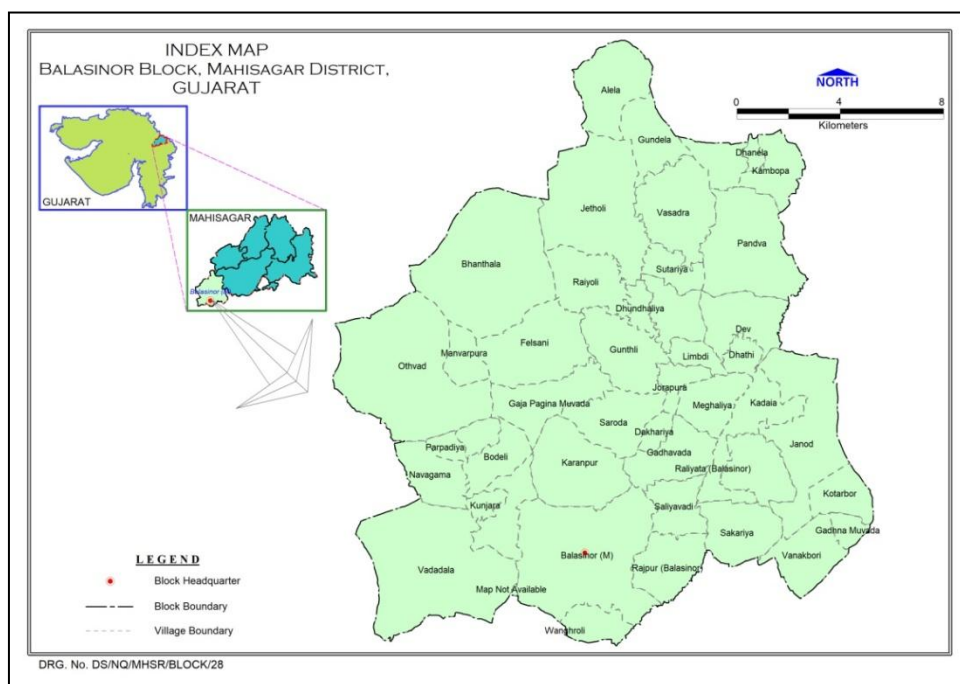 INDEX MAP
BALASINOR BLOCK, MAHISAGAR DISTRICT,
GUJARAT
NORTH
0 4 8
Kilometers
GUJARAT
MAHISAGAR
Alela
Gundela
Dhanela
Kambopa
Jetholi
Vasadra
Pandva
Bhanthala
Sutariya
Raiyoli
Dhundhaliya
Dev
Felsani
Gunthli
Limbdi
Dhathi
Manvarpura
Othvad
Jorapura
Gaja Pagina Muvada
Meghaliya
Kadaia
Saroda
Dakhariya
Janod
Parpadiya
Bodeli
Gadhavada
Navagama
Karanpur
Raliyata (Balasinor)
Kotarbor
Kunjara
Saliyavadi
Sakariya
Gadhna Muvada
Balasinor (M)
Vanakbori
Vadadala
Rajpur (Balasinor)
Map Not Available
Wanghroli
LEGEND
Block Headquarter
Block Boundary
Village Boundary
DRG. No. DS/NQ/MHSR/BLOCK/28